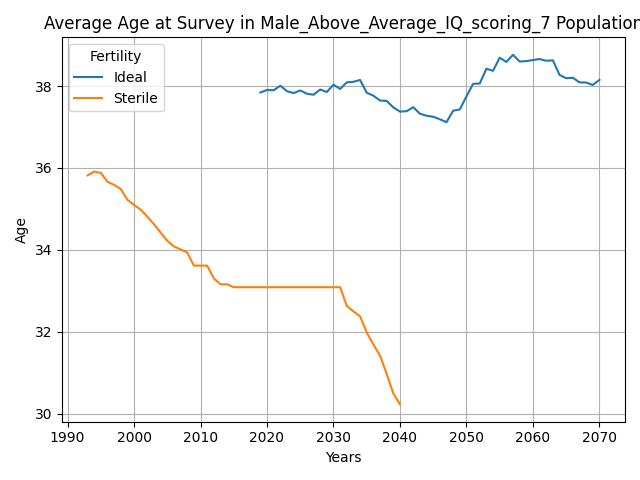 Average Age at Survey in Male_Above_Average_IQ_scoring_7 Population
Fertility
Ideal
Sterile
38
36
34
32
30
Age
1990 2000 2010 2020 2030 2040 2050 2060 2070
Years